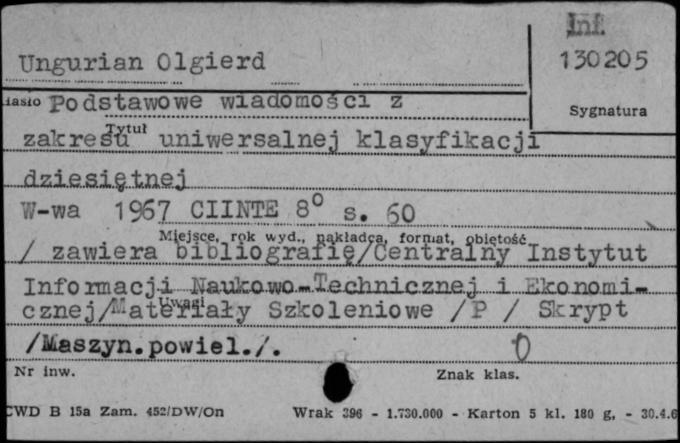 Inf.
Ungurian Olgierd
130205
Sygnatura
Hasło Podstawowe wiadomości z
Tytuł
zakresu uniwersalnej klasyfikacji
dziesiętnej
W-wa 1967 CIINTE 8° s. 60
Miejsce, rok wyd., nakładca, format, objętość
/ zawiera bibliografię/Centralny Instytut
Informacji Naukowo-Technicznej i Ekonomi-
Uwagi
cznej/Materiały Szkoleniowe /P / Skrypt
/Maszyn.powiel./.
Nr inw.
Znak klas.
CWD B 15a Zam. 452/DW/On Wrak 396 - 1.730.000 - Karton 5 kl. 180 g, - 30.4.6